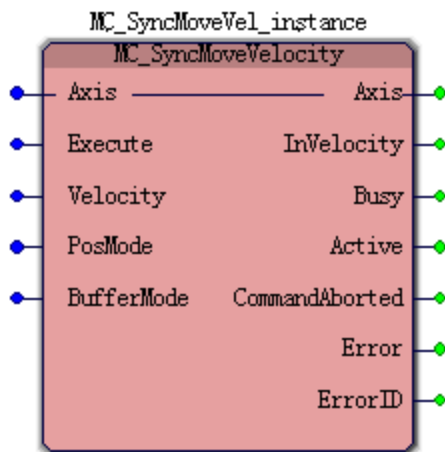 MC_SyncMoveVel_instance
MC_SyncMoveVelocity
Axis Axis
Execute InVelocity
Velocity Busy
PosMode Active
BufferMode CommandAborted
Error
ErrorID